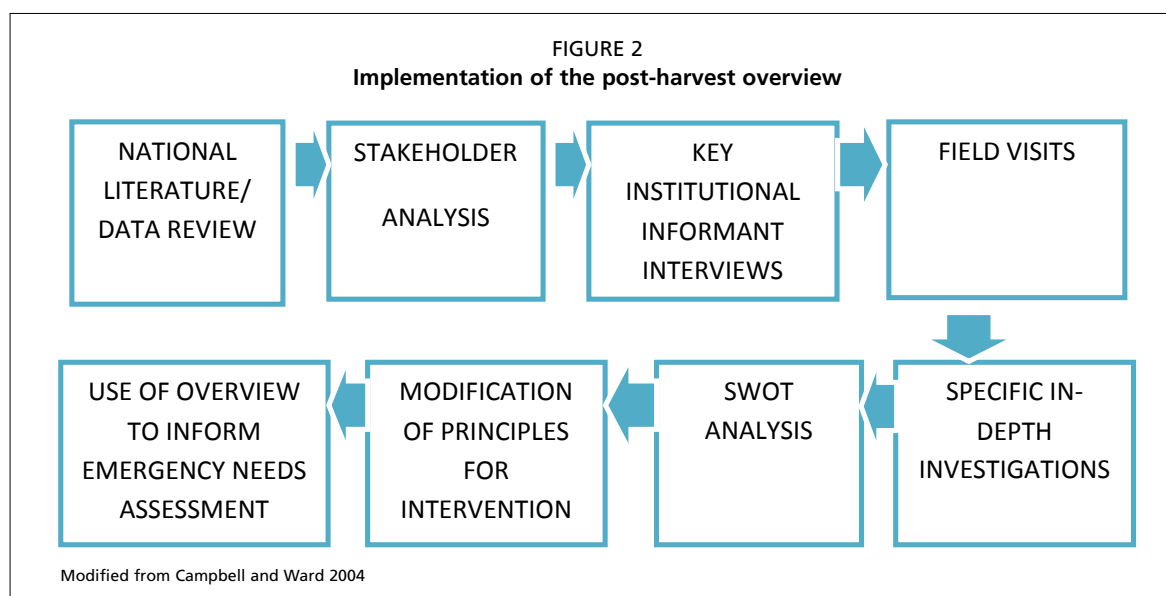 FIGURE 2
Implementation of the post-harvest overview
NATIONAL
LITERATURE/
DATA REVIEW
STAKEHOLDER
ANALYSIS
KEY
INSTITUTIONAL
INFORMANT
INTERVIEWS
FIELD VISITS
SPECIFIC IN-
DEPTH
INVESTIGATIONS
SWOT
ANALYSIS
MODIFICATION
OF PRINCIPLES
FOR
INTERVENTION
USE OF OVERVIEW
TO INFORM
EMERGENCY NEEDS
ASSESSMENT
Modified from Campbell and Ward 2004